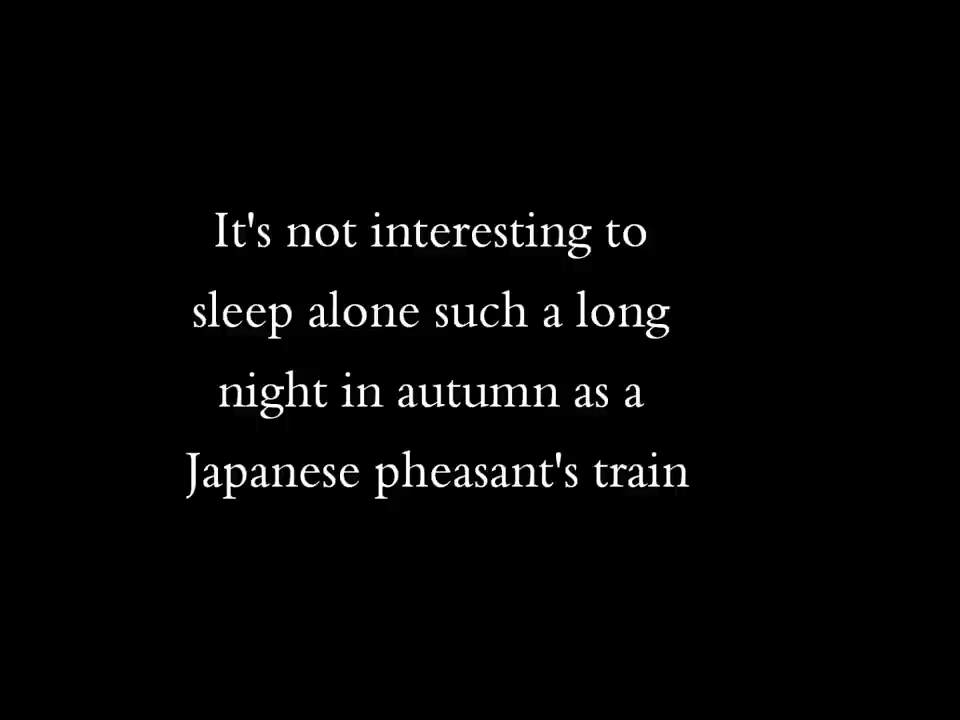 It's not interesting to
sleep alone such a long
night in autumn as a
Japanese pheasant's train